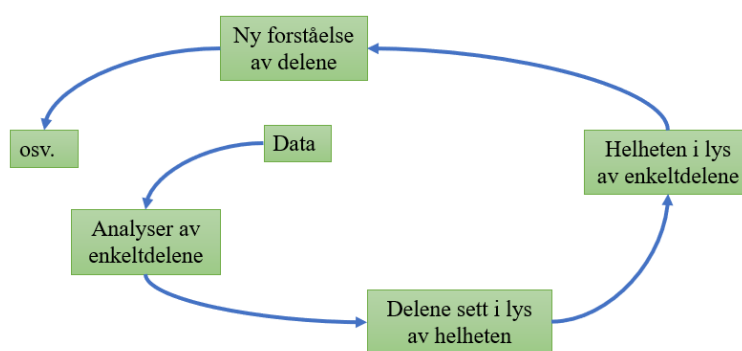 Ny forståelse
av delene
osv.
Data
Helheten i lys
av enkeltdelene
Analyser av
enkeltdelene
Delene sett i lys
av helheten